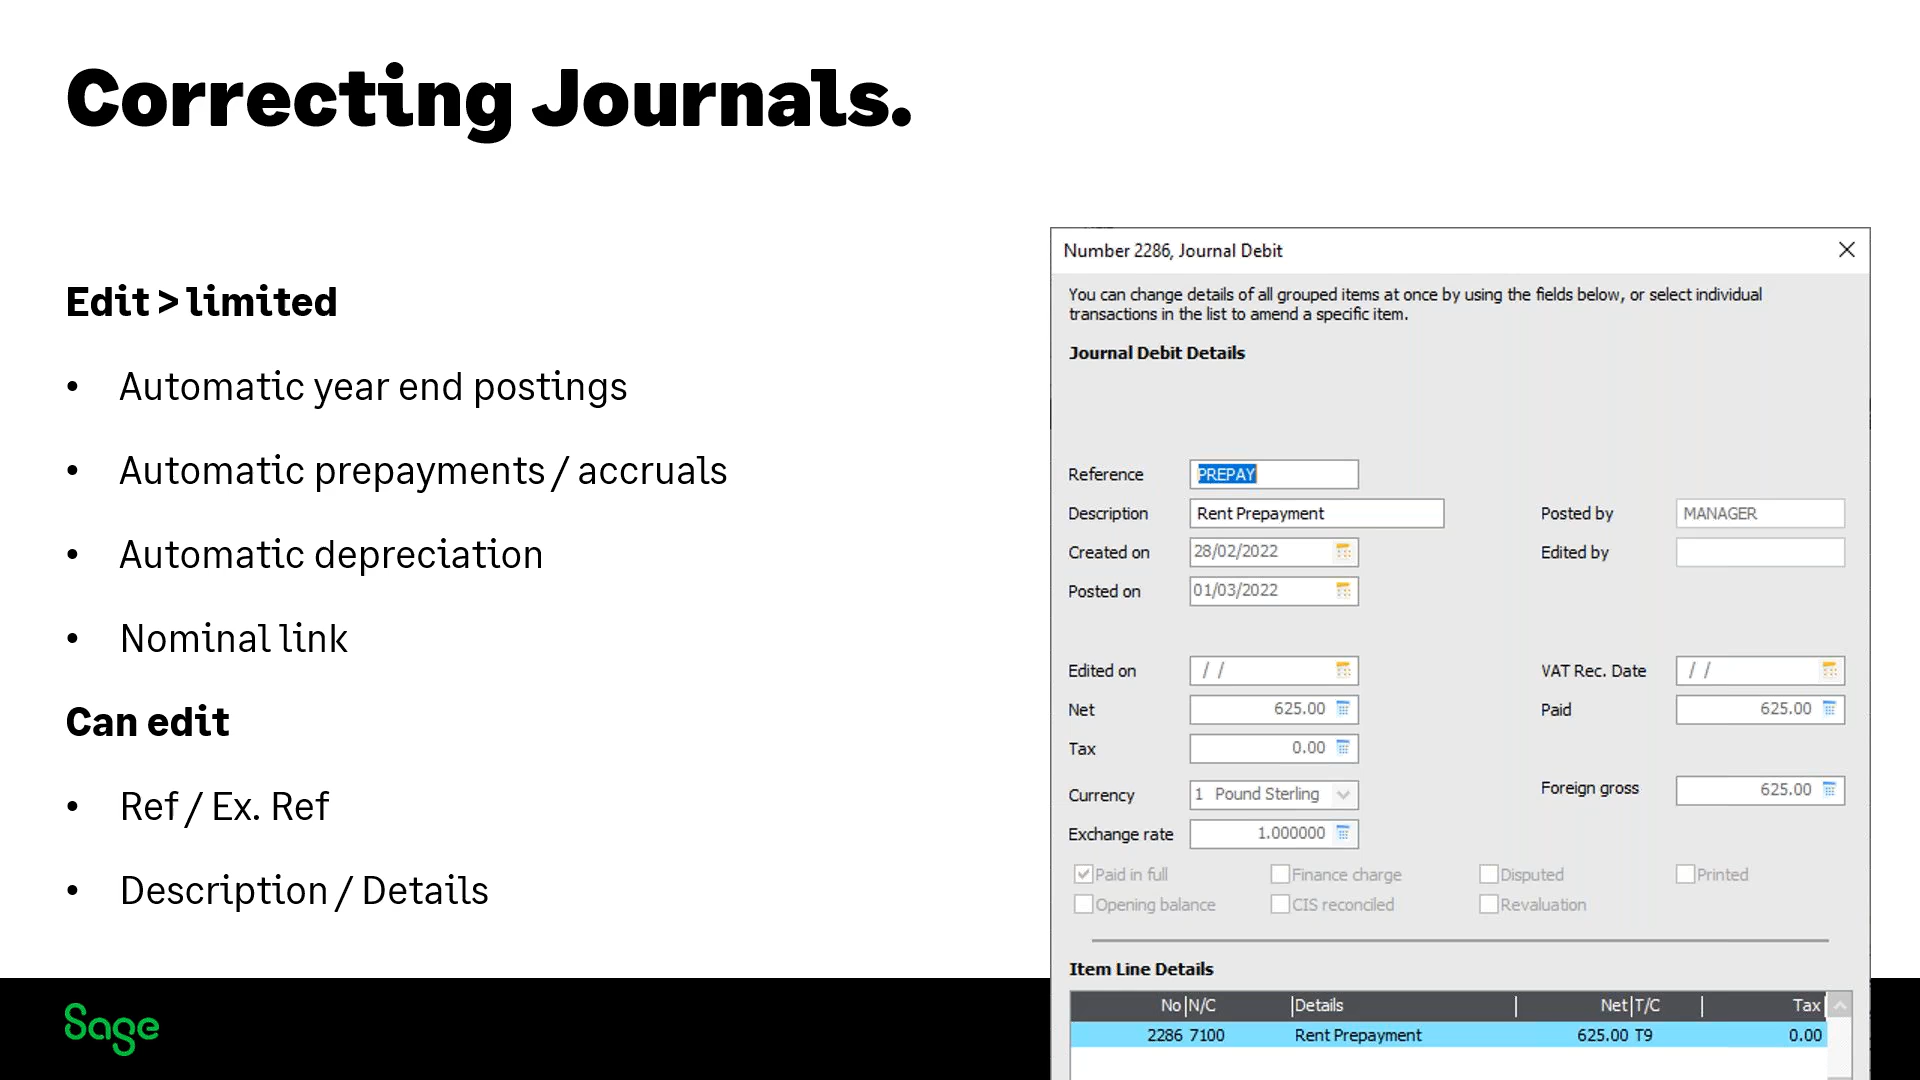 Correcting Journals.
Edit > limited
• Automatic year end postings
• Automatic prepayments / accruals
• Automatic depreciation
• Nominal link
Can edit
• Ref / Ex. Ref
• Description / Details
Sage
Number 2286, Journal Debit
You can change details of all grouped items at once by using the fields below, or select individual
transactions in the list to amend a specific item.
Journal Debit Details
Reference PREPAY
Description Rent Prepayment Posted by MANAGER
Created on 28/02/2022 Edited by
Posted on 01/03/2022
Edited on / / VAT Rec. Date / /
Net 625.00 Paid 625.00
Tax 0.00
Currency 1 Pound Sterling Foreign gross 625.00
Exchange rate 1.000000
Paid in full Finance charge Disputed Printed
Opening balance CIS reconciled Revaluation
Item Line Details
No N/C Details Net T/C Tax
2286 7100 Rent Prepayment 625.00 T9 0.00